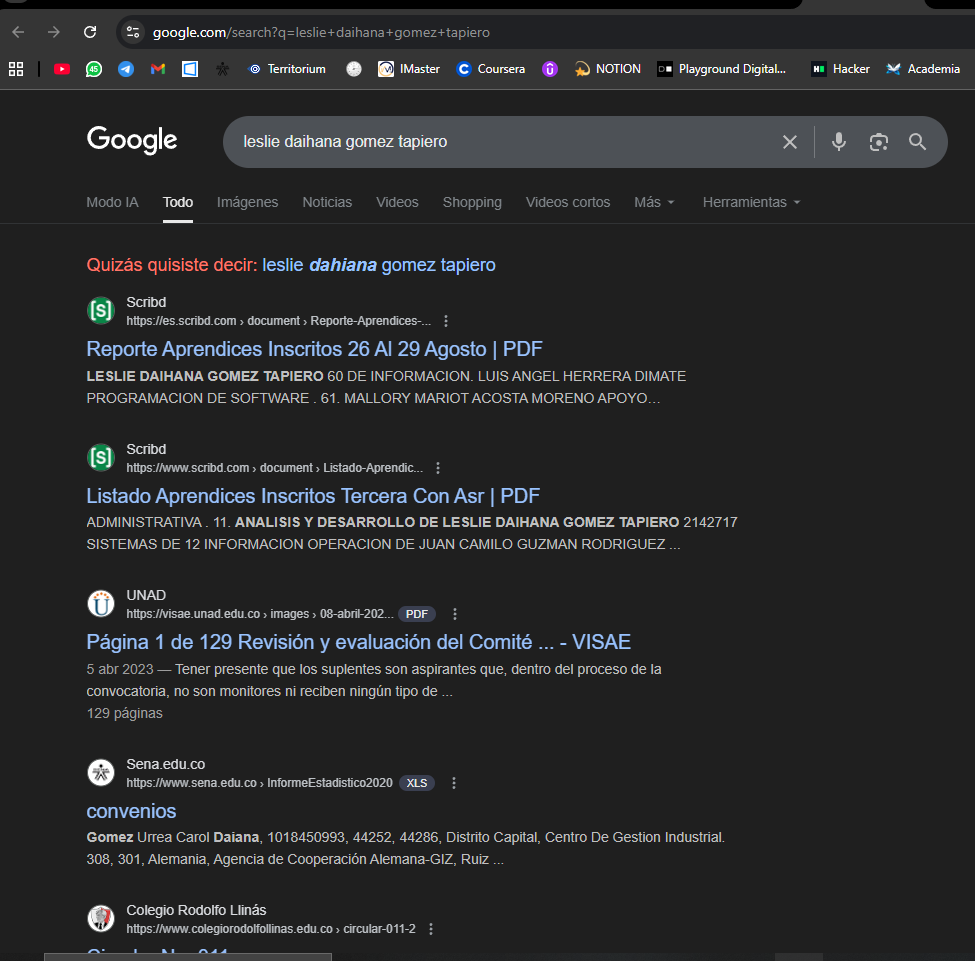 google.com/search?q=leslie+daihana+gomez+tapiero
45
Territorium
IMaster
Coursera
NOTION
Playground Digital...
Hacker
Academia
Google
leslie daihana gomez tapiero
Modo IA
Todo
Imágenes
Noticias
Videos
Shopping
Videos cortos
Más
Herramientas
Quizás quisiste decir: leslie dahiana gomez tapiero
Scribd
https://es.scribd.com › document › Reporte-Aprendices-...
Reporte Aprendices Inscritos 26 Al 29 Agosto | PDF
LESLIE DAIHANA GOMEZ TAPIERO 60 DE INFORMACION. LUIS ANGEL HERRERA DIMATE
PROGRAMACION DE SOFTWARE . 61. MALLORY MARIOT ACOSTA MORENO APOYO…
Scribd
https://www.scribd.com › document › Listado-Aprendic...
Listado Aprendices Inscritos Tercera Con Asr | PDF
ADMINISTRATIVA . 11. ANALISIS Y DESARROLLO DE LESLIE DAIHANA GOMEZ TAPIERO 2142717
SISTEMAS DE 12 INFORMACION OPERACION DE JUAN CAMILO GUZMAN RODRIGUEZ ...
UNAD
https://visae.unad.edu.co › images › 08-abril-202... PDF
Página 1 de 129 Revisión y evaluación del Comité ... - VISAE
5 abr 2023 — Tener presente que los suplentes son aspirantes que, dentro del proceso de la
convocatoria, no son monitores ni reciben ningún tipo de ...
129 páginas
Sena.edu.co
https://www.sena.edu.co › InformeEstadistico2020 XLS
convenios
Gomez Urrea Carol Daiana, 1018450993, 44252, 44286, Distrito Capital, Centro De Gestion Industrial.
308, 301, Alemania, Agencia de Cooperación Alemana-GIZ, Ruiz ...
Colegio Rodolfo Llinás
https://www.colegiorodolfollinas.edu.co › circular-011-2